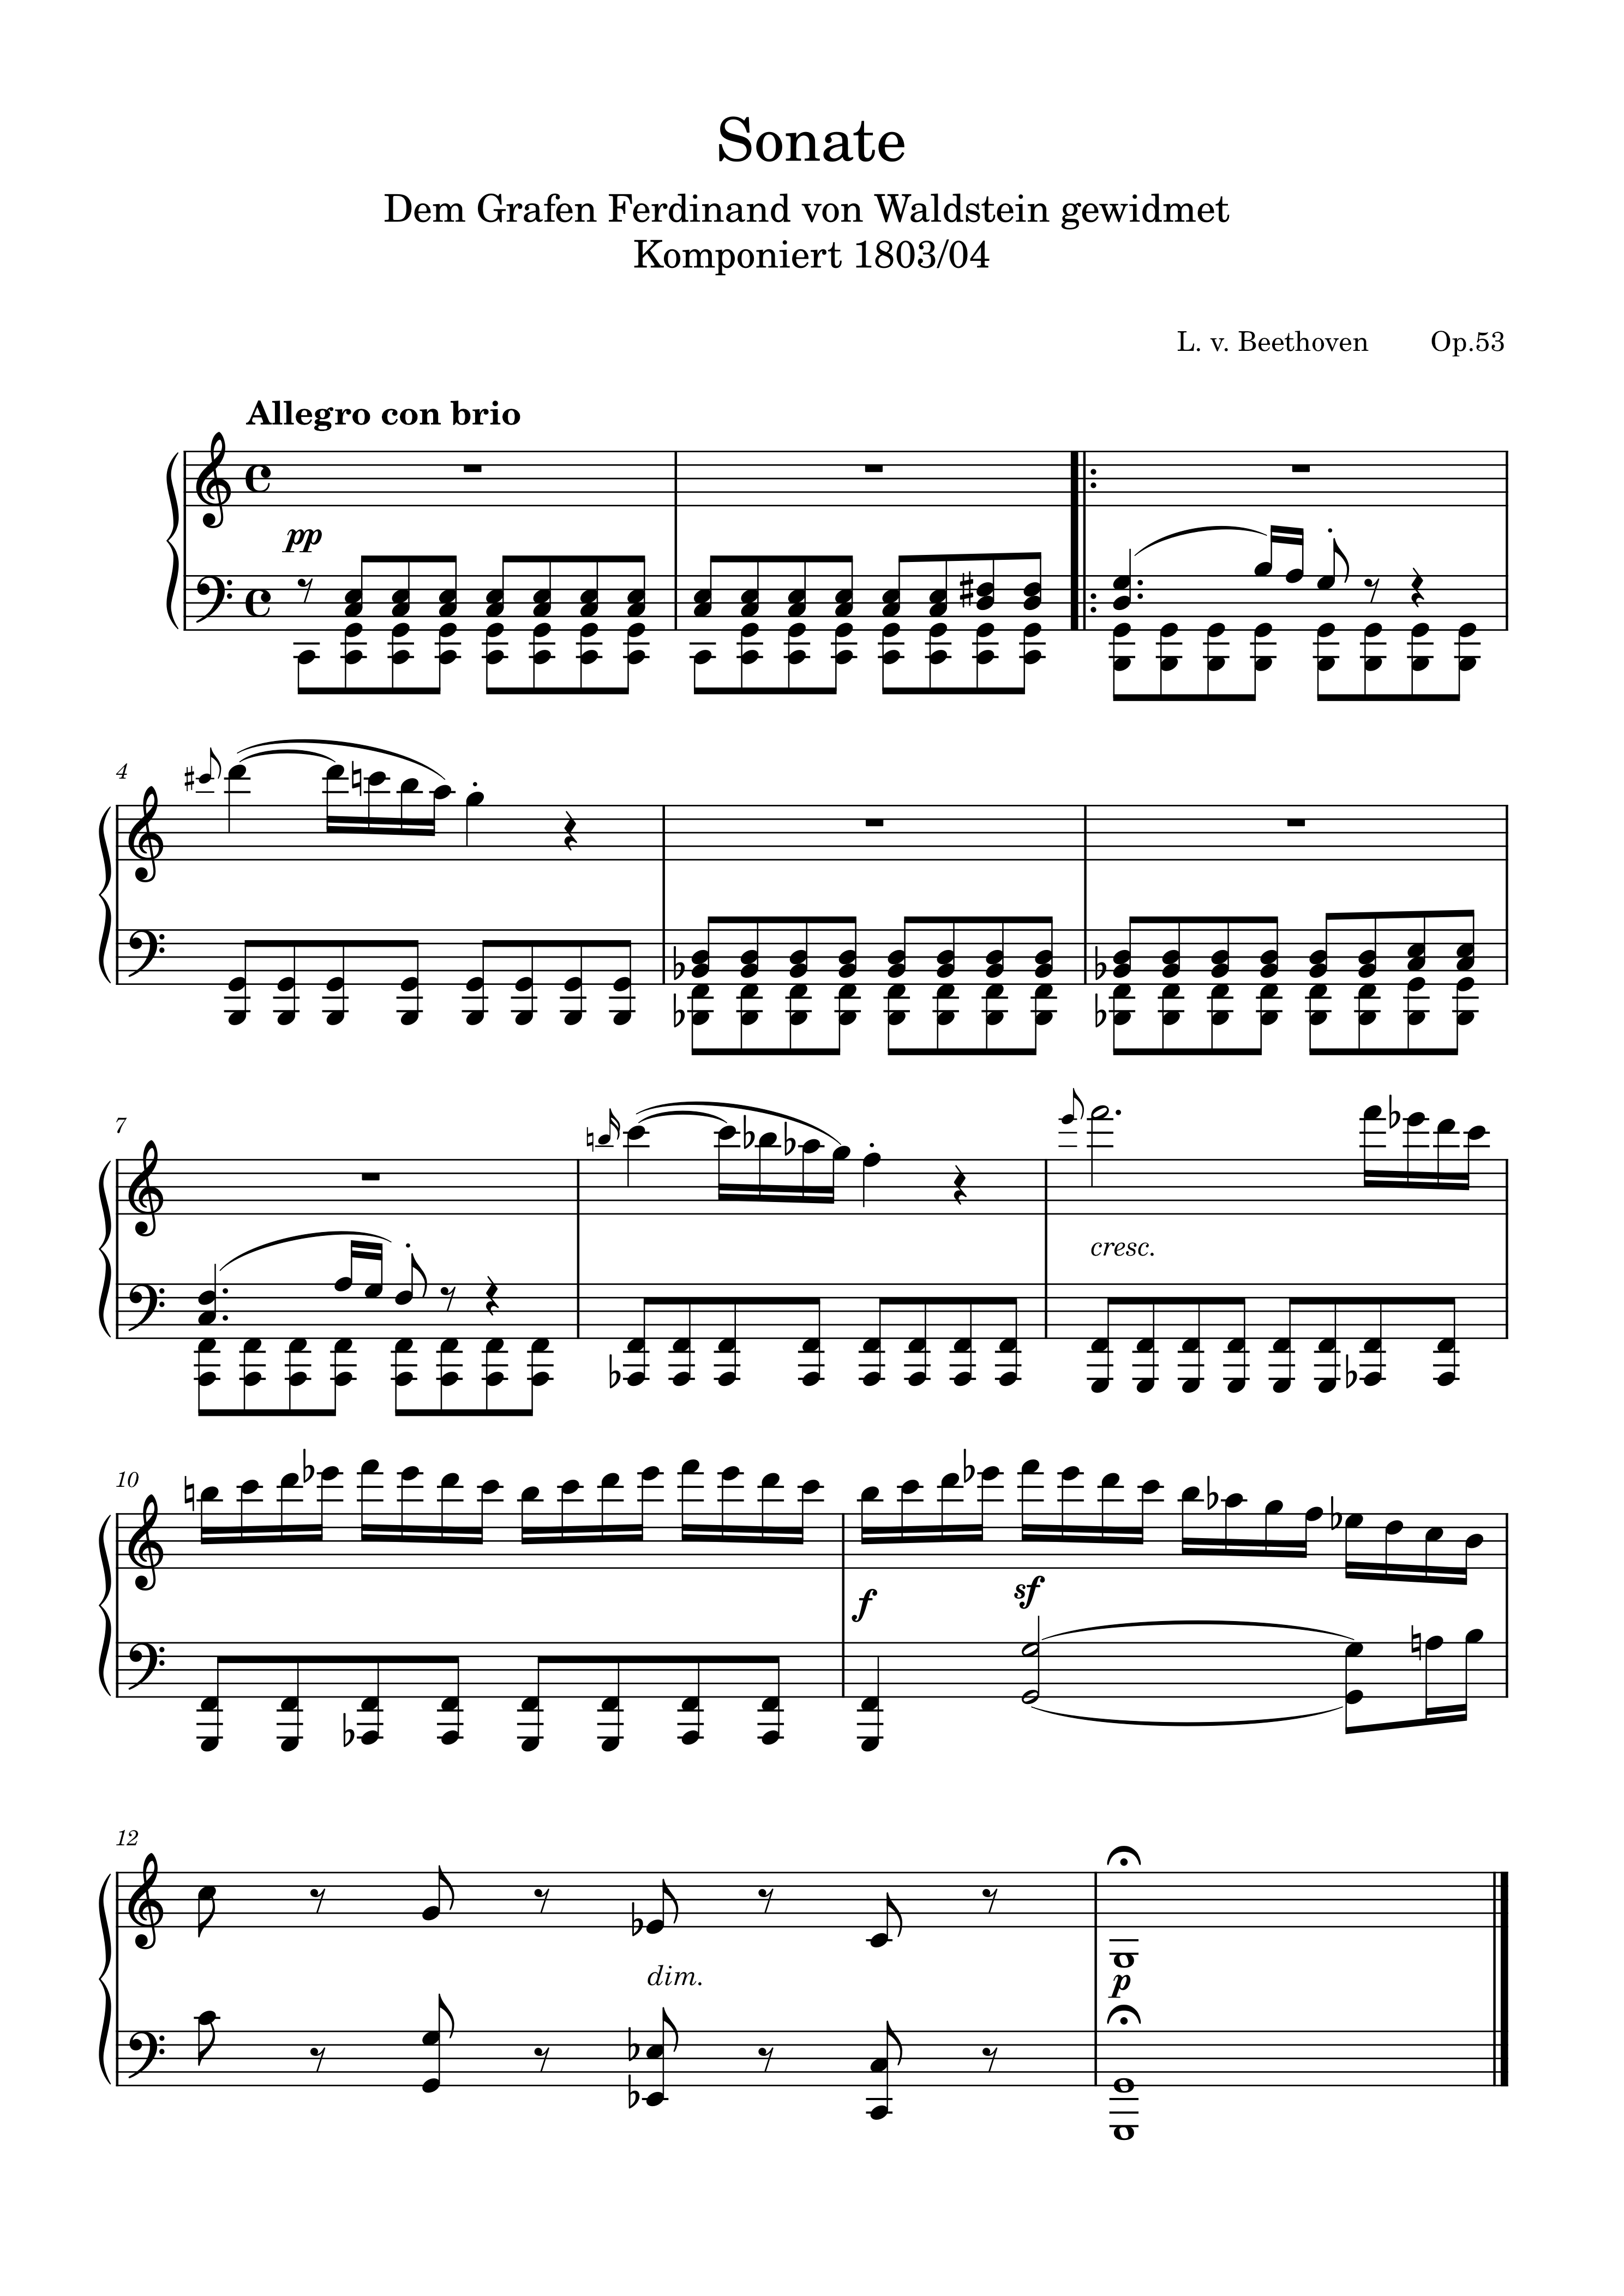 Sonate
Dem Grafen Ferdinand von Waldstein gewidmet
Komponiert 1803/04
L. v. Beethoven Op.53
Allegro con brio
pp
4
7
cresc.
10
f sf
12
dim.
p